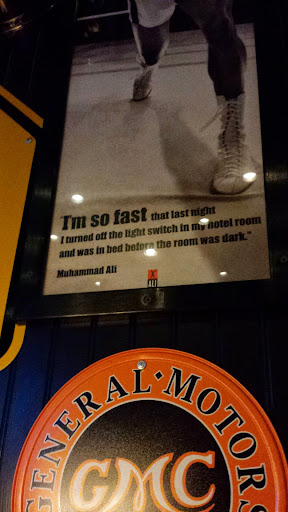 I'm so fast that last night
I turned off the light switch in my hotel room
and was in bed before the room was dark."
Muhammad Ali
GENERAL·MOTORS
GMC